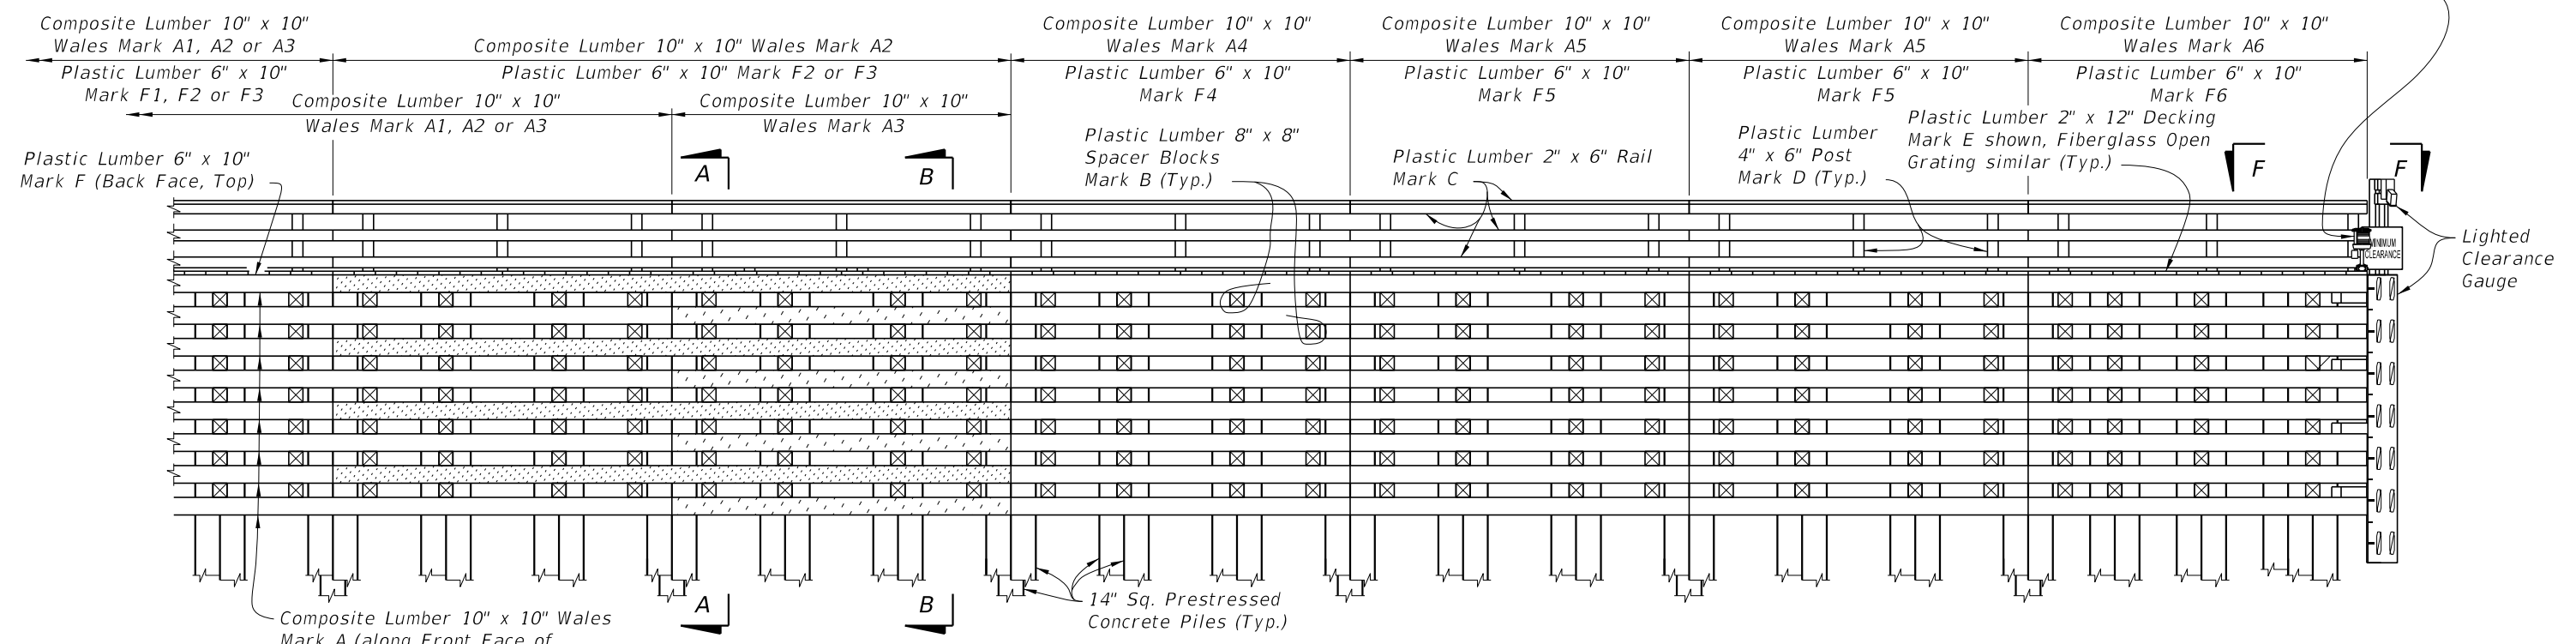 Composite Lumber 10" x 10"
Wales Mark A1, A2 or A3
Plastic Lumber 6" x 10"
Mark F1, F2 or F3
Composite Lumber 10" x 10" Wales Mark A2
Plastic Lumber 6" x 10" Mark F2 or F3
Composite Lumber 10" x 10"
Wales Mark A4
Plastic Lumber 6" x 10"
Mark F4
Composite Lumber 10" x 10"
Wales Mark A5
Plastic Lumber 6" x 10"
Mark F5
Composite Lumber 10" x 10"
Wales Mark A5
Plastic Lumber 6" x 10"
Mark F5
Composite Lumber 10" x 10"
Wales Mark A6
Plastic Lumber 6" x 10"
Mark F6
Composite Lumber 10" x 10"
Wales Mark A1, A2 or A3
Composite Lumber 10" x 10"
Wales Mark A3
Plastic Lumber 6" x 10"
Mark F (Back Face, Top)
A
B
Plastic Lumber 8" x 8"
Spacer Blocks
Mark B (Typ.)
Plastic Lumber 2" x 6" Rail
Mark C
Plastic Lumber
4" x 6" Post
Mark D (Typ.)
Plastic Lumber 2" x 12" Decking
Mark E shown, Fiberglass Open
Grating similar (Typ.)
F
F
MINIMUM
CLEARANCE
Lighted
Clearance
Gauge
A
B
14" Sq. Prestressed
Concrete Piles (Typ.)
Composite Lumber 10" x 10" Wales
Mark A (along Front Face of